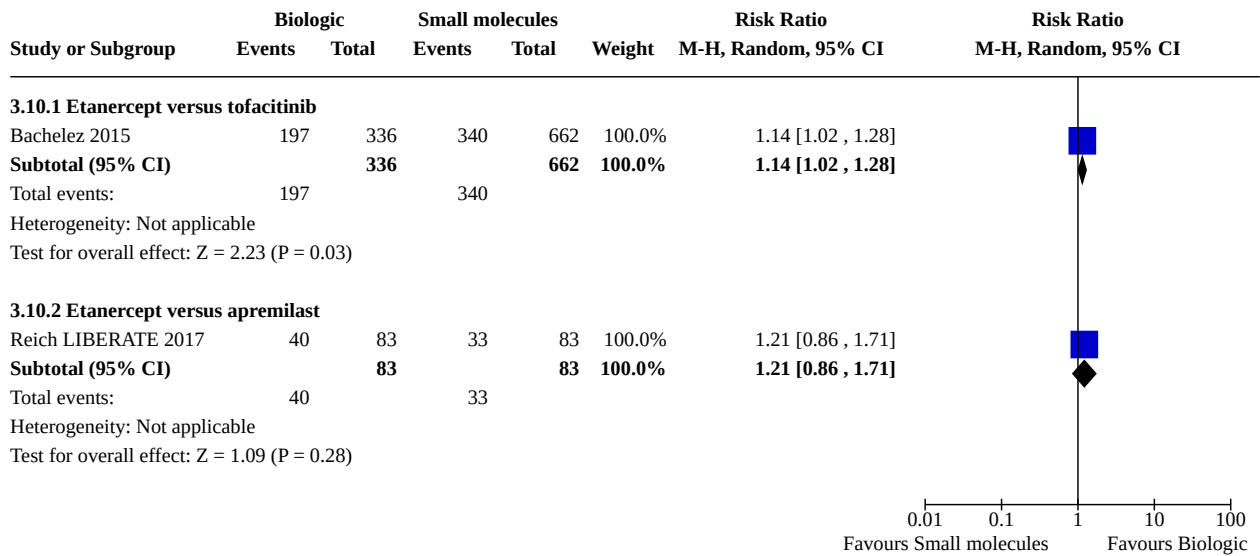 Biologic Small molecules Risk Ratio Risk Ratio
Study or Subgroup Events Total Events Total Weight M-H, Random, 95% CI M-H, Random, 95% CI
3.10.1 Etanercept versus tofacitinib
Bachelez 2015 197 336 340 662 100.0% 1.14 [1.02 , 1.28]
Subtotal (95% CI) 336 662 100.0% 1.14 [1.02 , 1.28]
Total events: 197 340
Heterogeneity: Not applicable
Test for overall effect: Z = 2.23 (P = 0.03)
3.10.2 Etanercept versus apremilast
Reich LIBERATE 2017 40 83 33 83 100.0% 1.21 [0.86 , 1.71]
Subtotal (95% CI) 83 83 100.0% 1.21 [0.86 , 1.71]
Total events: 40 33
Heterogeneity: Not applicable
Test for overall effect: Z = 1.09 (P = 0.28)
0.01 0.1 1 10 100
Favours Small molecules Favours Biologic